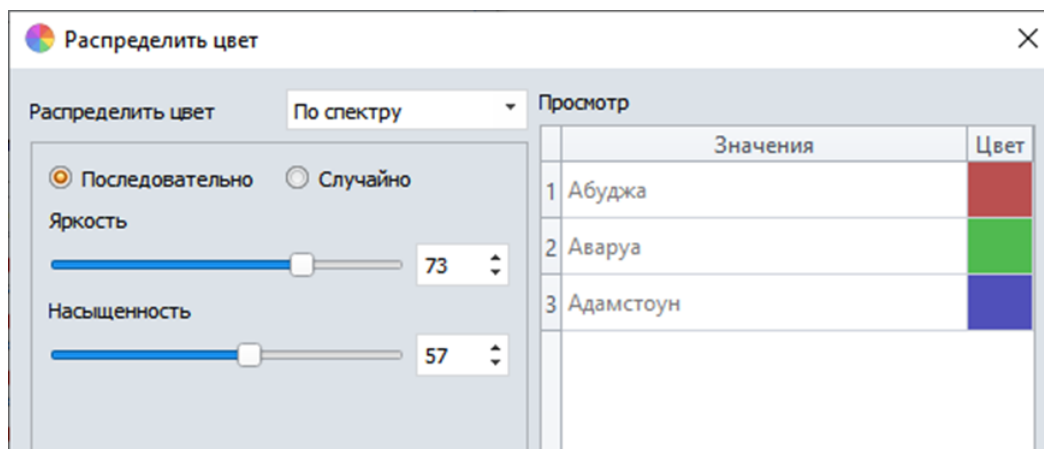 Распределить цвет
Распределить цвет
По спектру
Последовательно
Случайно
Яркость
73
Насыщенность
57
Просмотр
Значения Цвет
1 Абуджа
2 Аваруа
3 Адамстоун